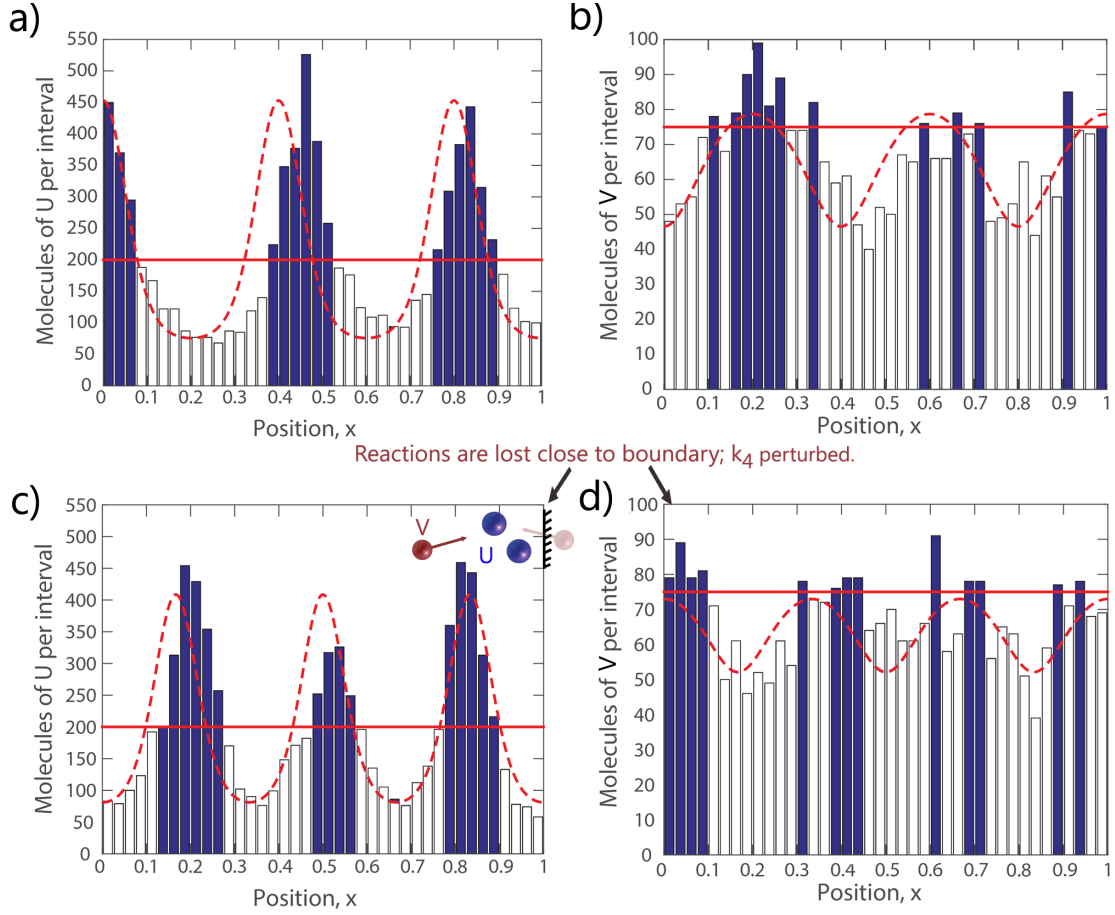 a)
550
500
450
400
350
300
250
200
150
100
50
0
Molecules of U per interval
0 0.1 0.2 0.3 0.4 0.5 0.6 0.7 0.8 0.9 1
Position, x
b)
100
90
80
70
60
50
40
30
20
10
0
Molecules of V per interval
0 0.1 0.2 0.3 0.4 0.5 0.6 0.7 0.8 0.9 1
Position, x
Reactions are lost close to boundary; k4 perturbed.
c)
550
500
450
400
350
300
250
200
150
100
50
0
Molecules of U per interval
V
U
0 0.1 0.2 0.3 0.4 0.5 0.6 0.7 0.8 0.9 1
Position, x
d)
100
90
80
70
60
50
40
30
20
10
0
Molecules of V per interval
0 0.1 0.2 0.3 0.4 0.5 0.6 0.7 0.8 0.9 1
Position, x